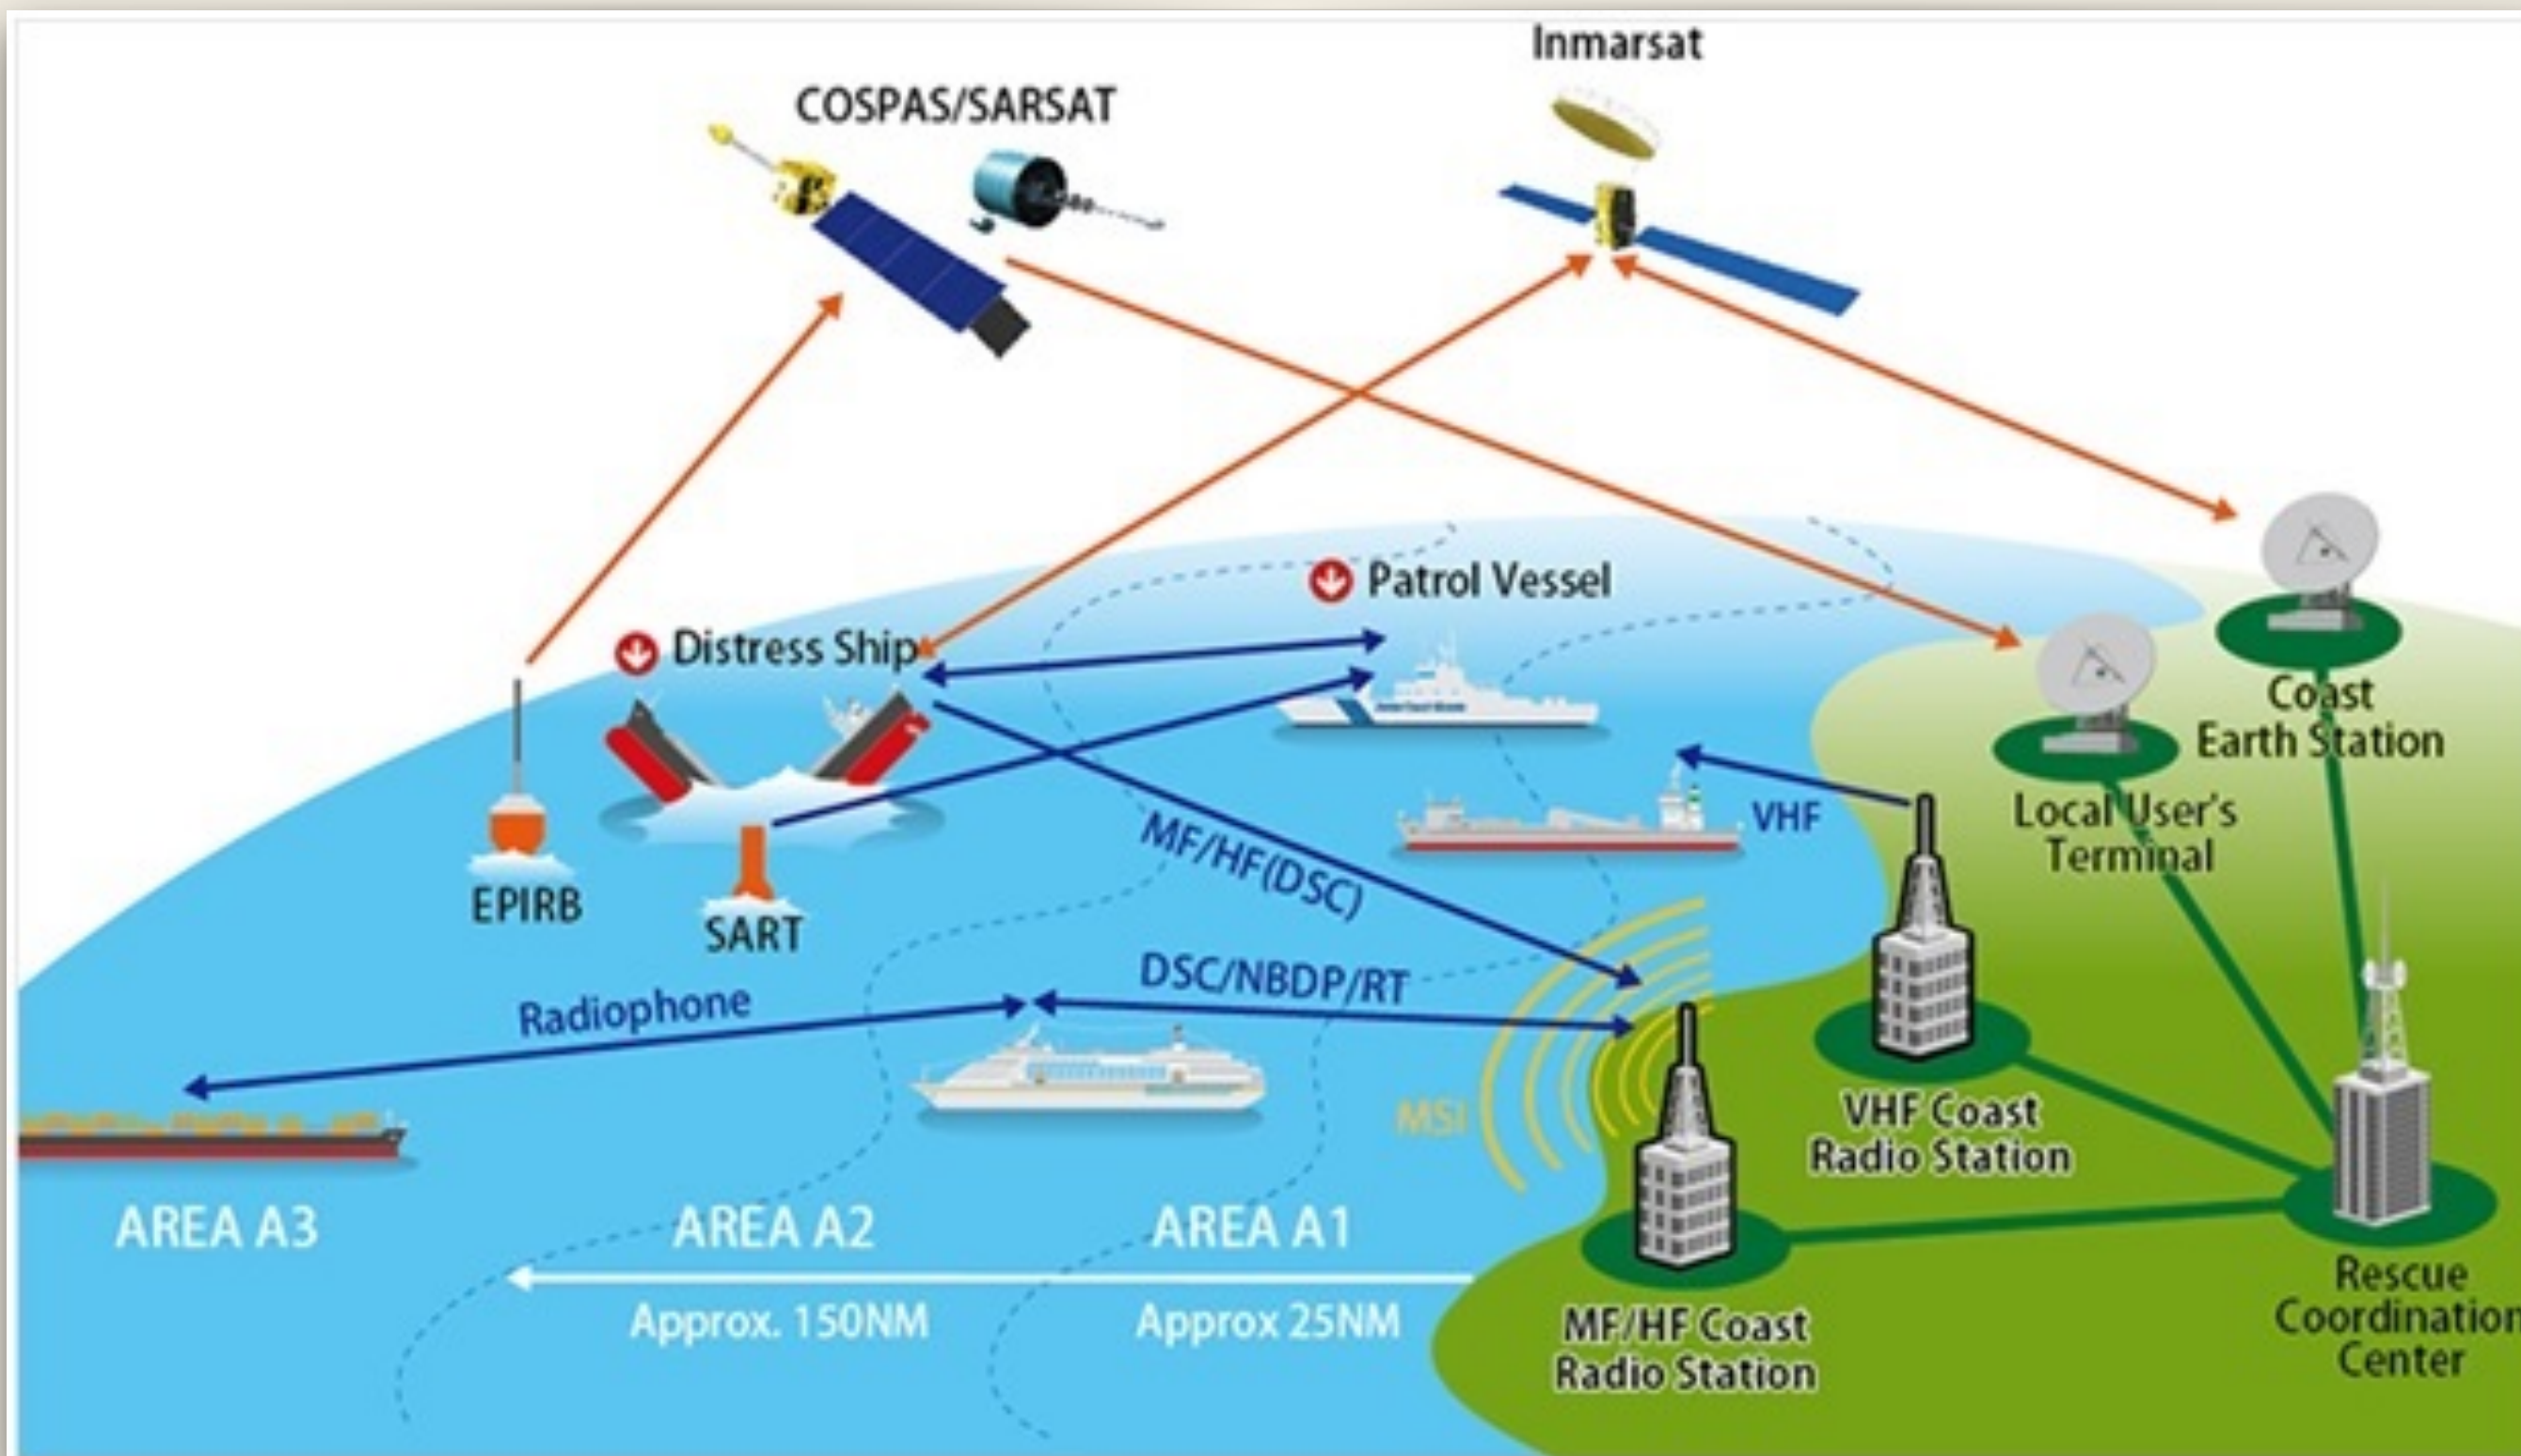 Inmarsat
COSPAS/SARSAT
Patrol Vessel
Distress Ship
Coast
Earth Station
Local User's
Terminal
VHF
MF/HF(DSC)
EPIRB
SART
DSC/NBDP/RT
Radiophone
MSI
VHF Coast
Radio Station
AREA A3
AREA A2
AREA A1
Approx. 150NM
Approx 25NM
MF/HF Coast
Radio Station
Rescue
Coordination
Center